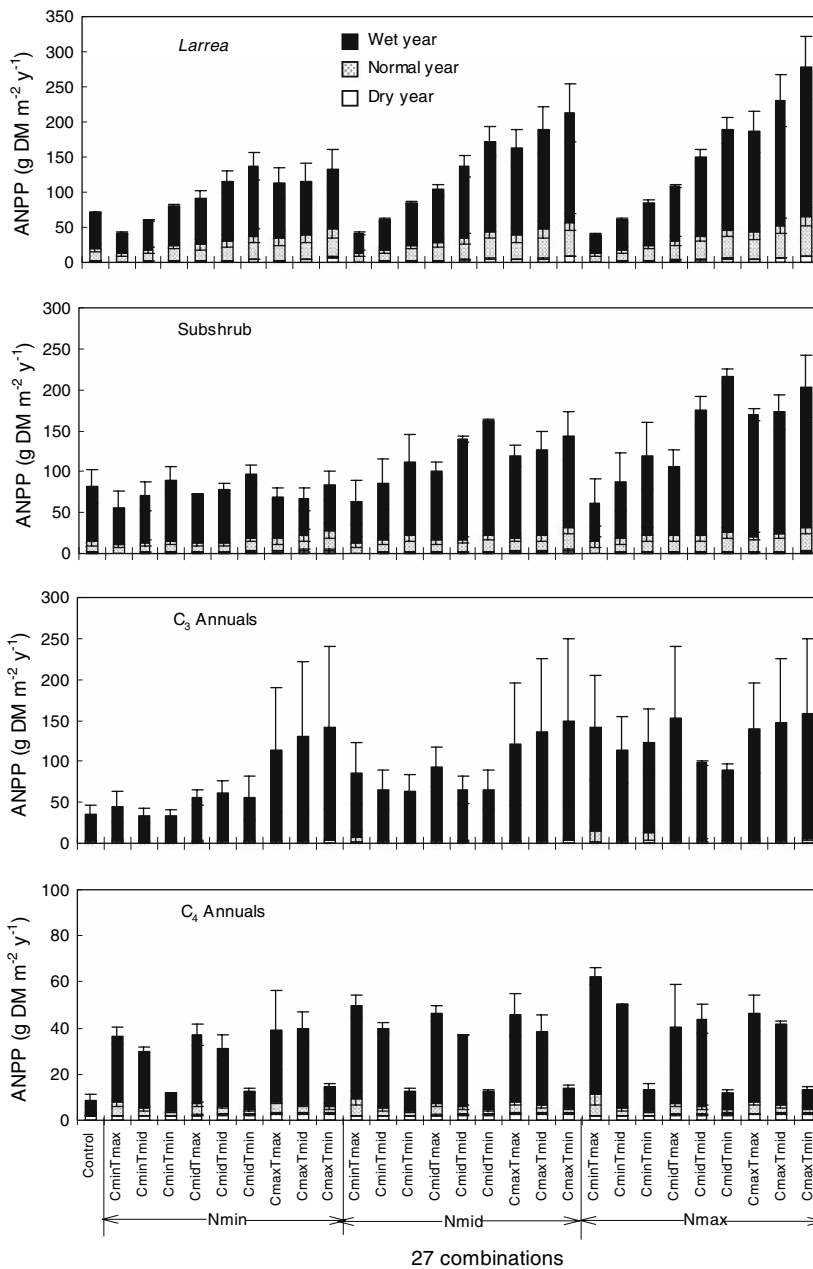 350
300
250
200
150
100
50
0
ANPP (g DM m⁻² y⁻¹)
Larrea
Wet year
Normal year
Dry year
300
250
200
150
100
50
0
ANPP (g DM m⁻² y⁻¹)
Subshrub
300
250
200
150
100
50
0
ANPP (g DM m⁻² y⁻¹)
C₃ Annuals
100
80
60
40
20
0
ANPP (g DM m⁻² y⁻¹)
C₄ Annuals
Control
CminTmax
CminTmid
CminTmin
CmidTmax
CmidTmid
CmidTmin
CmaxTmax
CmaxTmid
CmaxTmin
CminTmax
CminTmid
CminTmin
CmidTmax
CmidTmid
CmidTmin
CmaxTmax
CmaxTmid
CmaxTmin
CminTmax
CminTmid
CminTmin
CmidTmax
CmidTmid
CmidTmin
CmaxTmax
CmaxTmid
CmaxTmin
Nmin
Nmid
Nmax
27 combinations